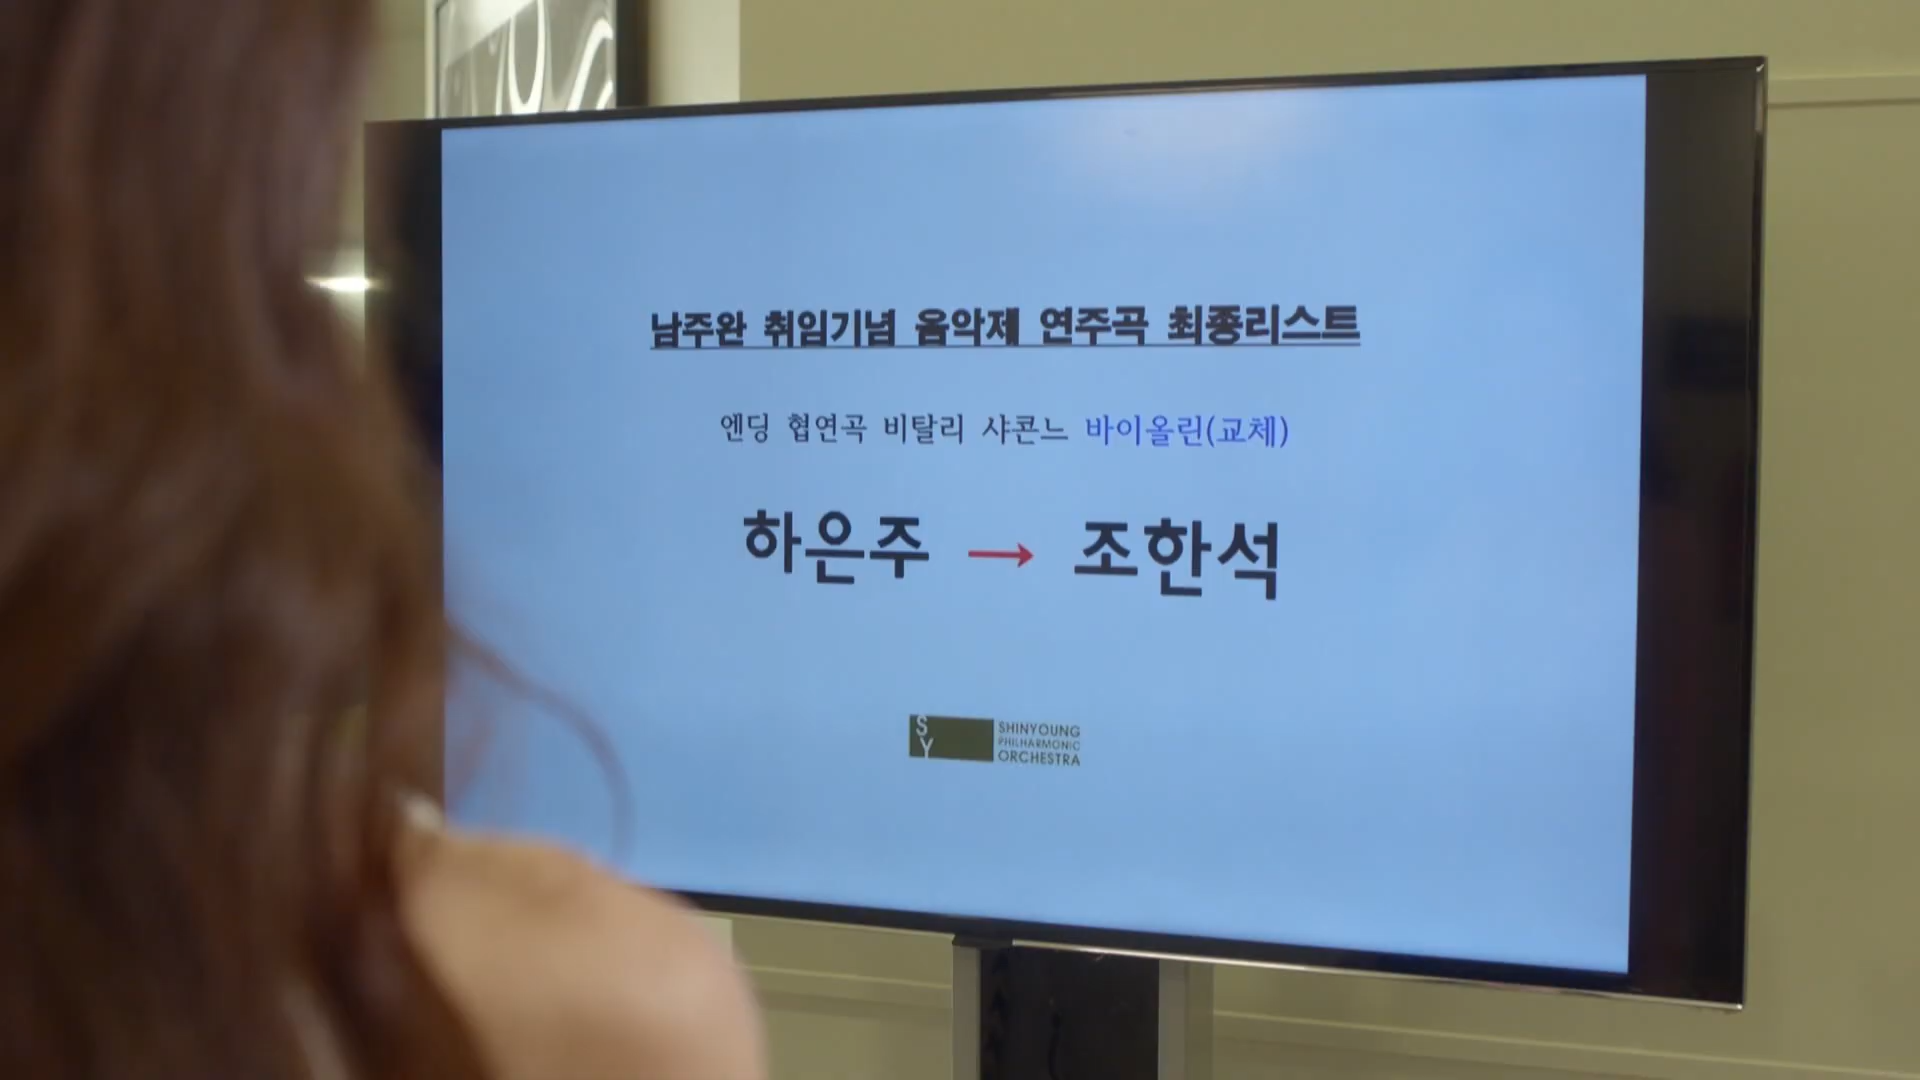 남주완 취임기념 음악제 연주곡 최종리스트
엔딩 협연곡 비탈리 샤콘느 바이올린(교체)
하은주 → 조한석
SY
SHINYOUNG
PHILHARMONIC
ORCHESTRA